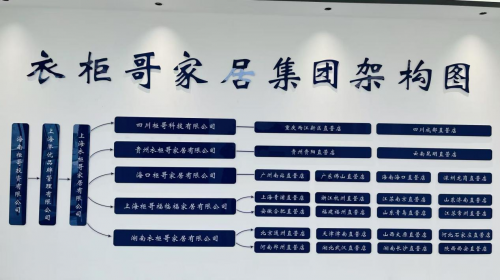 衣柜哥家居集团架构图
海南柜哥投资有限公司
上海年优品牌管理有限公司
上海衣柜哥家居有限公司
四川柜哥科技有限公司
重庆两江新区直营店 四川成都直营店
贵州衣柜哥家居有限公司
贵州贵阳直营店 云南昆明直营店
海口柜哥家居有限公司
广州南站直营店 广东佛山直营店 海南海口直营店 深圳龙岗直营店
上海柜哥福临福家居有限公司
上海青浦直营店 浙江杭州直营店 江苏南京直营店 山东济南直营店
安徽合肥直营店 福建福州直营店 山东青岛直营店 江苏常州直营店
湖南衣柜哥家居有限公司
北京通州直营店 天津津南直营店 山西太原直营店 河北石家庄直营店
河南郑州直营店 湖北武汉直营店 湖南长沙直营店 陕西西安直营店